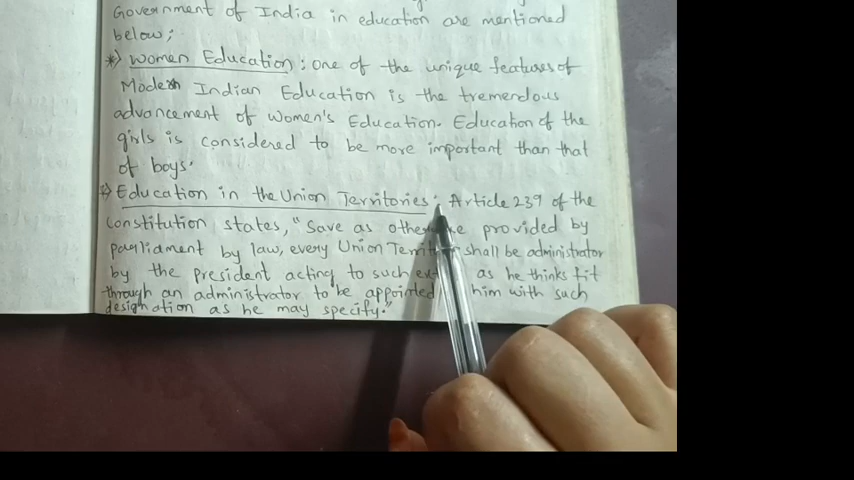 Government of India in education are mentioned
below;
*) Women Education : One of the unique features of
Modern Indian Education is the tremendous
advancement of women's Education. Education of the
girls is considered to be more important than that
of boys.
*) Education in the Union Territories : Article 239 of the
Constitution states, "Save as provided by
parliament by law, every Union shall be administrator
by the president acting to such as he thinks fit
through an administrator to be appointed him with such
designation as he may specify."